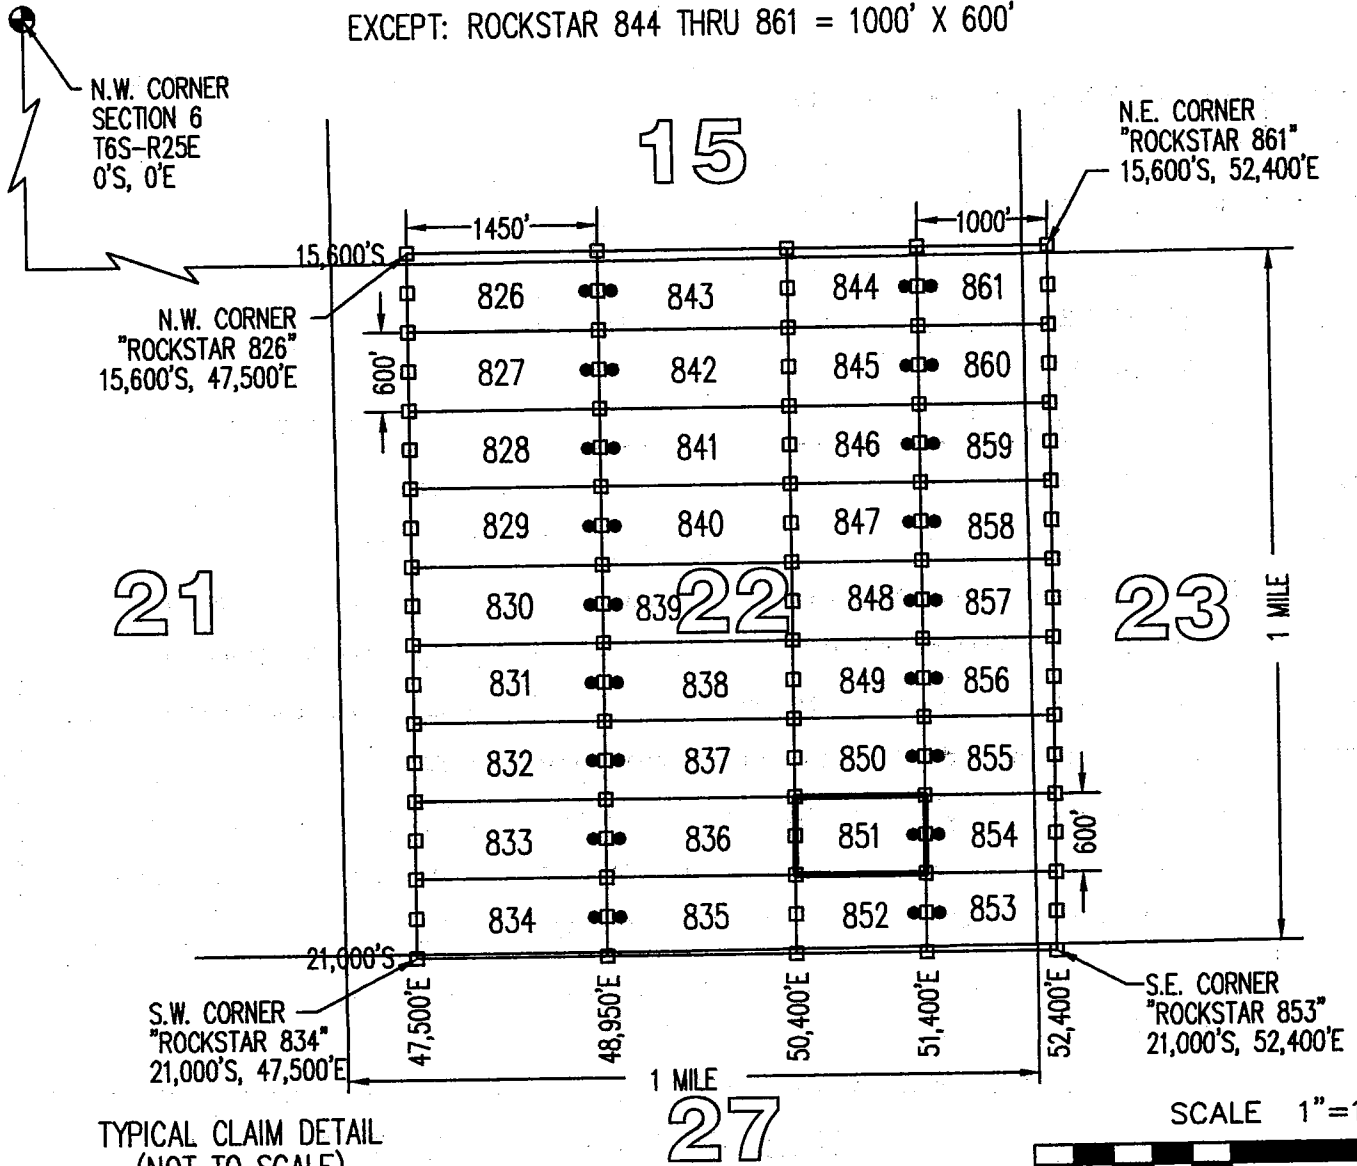 EXCEPT: ROCKSTAR 844 THRU 861 = 1000' X 600'
N.W. CORNER
SECTION 6
T6S-R25E
0'S, 0'E
15
N.E. CORNER
"ROCKSTAR 861"
15,600'S, 52,400'E
1450'
1000'
15,600'S
826 843 844 861
N.W. CORNER
"ROCKSTAR 826"
15,600'S, 47,500'E
600'
827 842 845 860
828 841 846 859
829 840 847 858
21
830 839 22 848 857
23
1 MILE
831 838 849 856
832 837 850 855
833 836 851 854
600'
834 835 852 853
21,000'S
S.W. CORNER
"ROCKSTAR 834"
21,000'S, 47,500'E
47,500'E
48,950'E
50,400'E
51,400'E
52,400'E
S.E. CORNER
"ROCKSTAR 853"
21,000'S, 52,400'E
1 MILE
27
TYPICAL CLAIM DETAIL
(NOT TO SCALE)
SCALE 1"=1